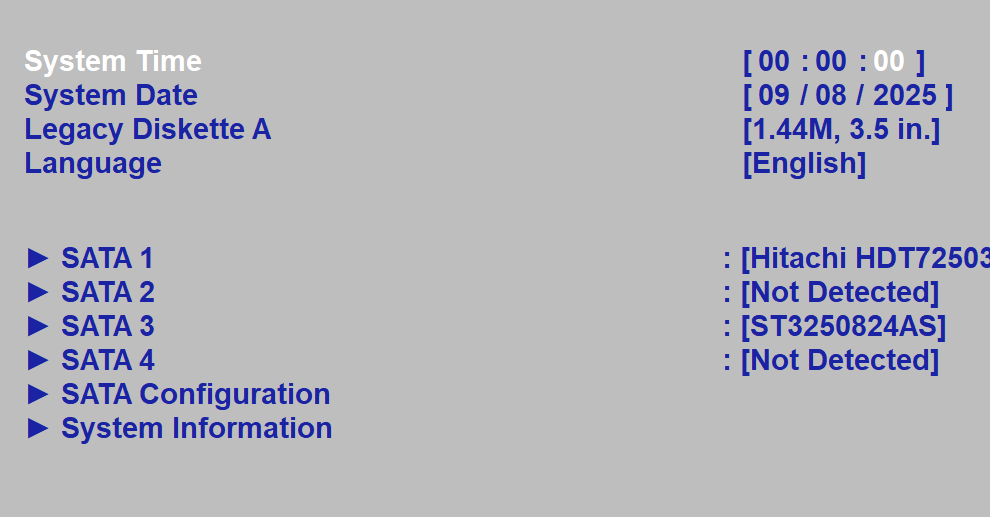 System Time [ 00 : 00 : 00 ]
System Date [ 09 / 08 / 2025 ]
Legacy Diskette A [1.44M, 3.5 in.]
Language [English]
► SATA 1 : [Hitachi HDT72503
► SATA 2 : [Not Detected]
► SATA 3 : [ST3250824AS]
► SATA 4 : [Not Detected]
► SATA Configuration
► System Information